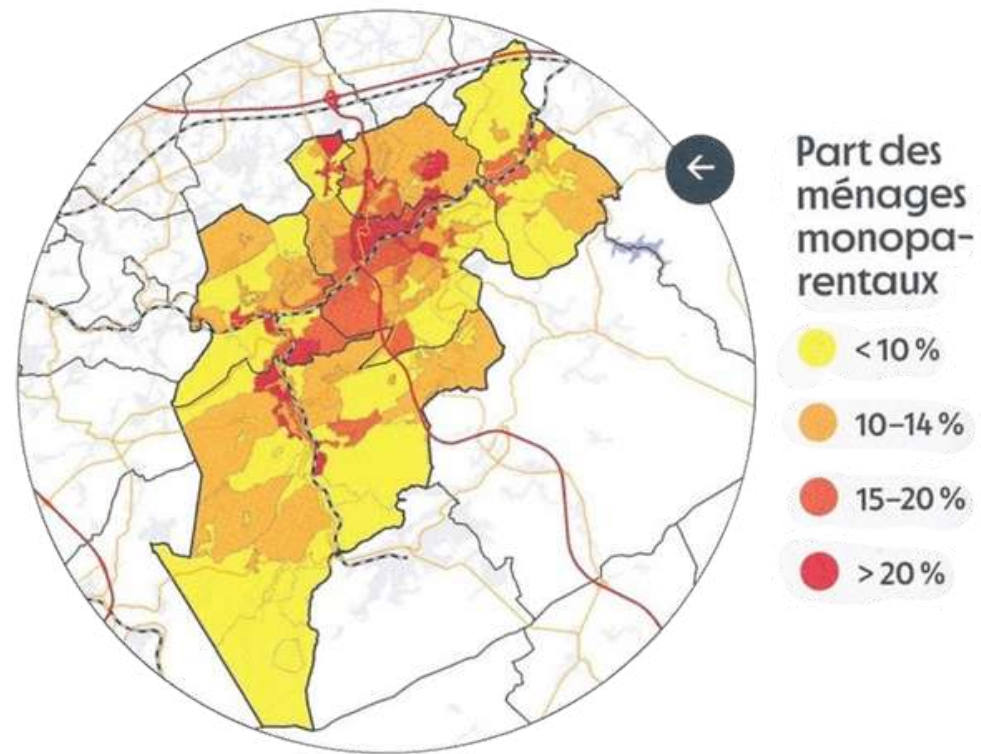 Part des
ménages
monopa-
rentaux
< 10 %
10–14 %
15–20 %
> 20 %